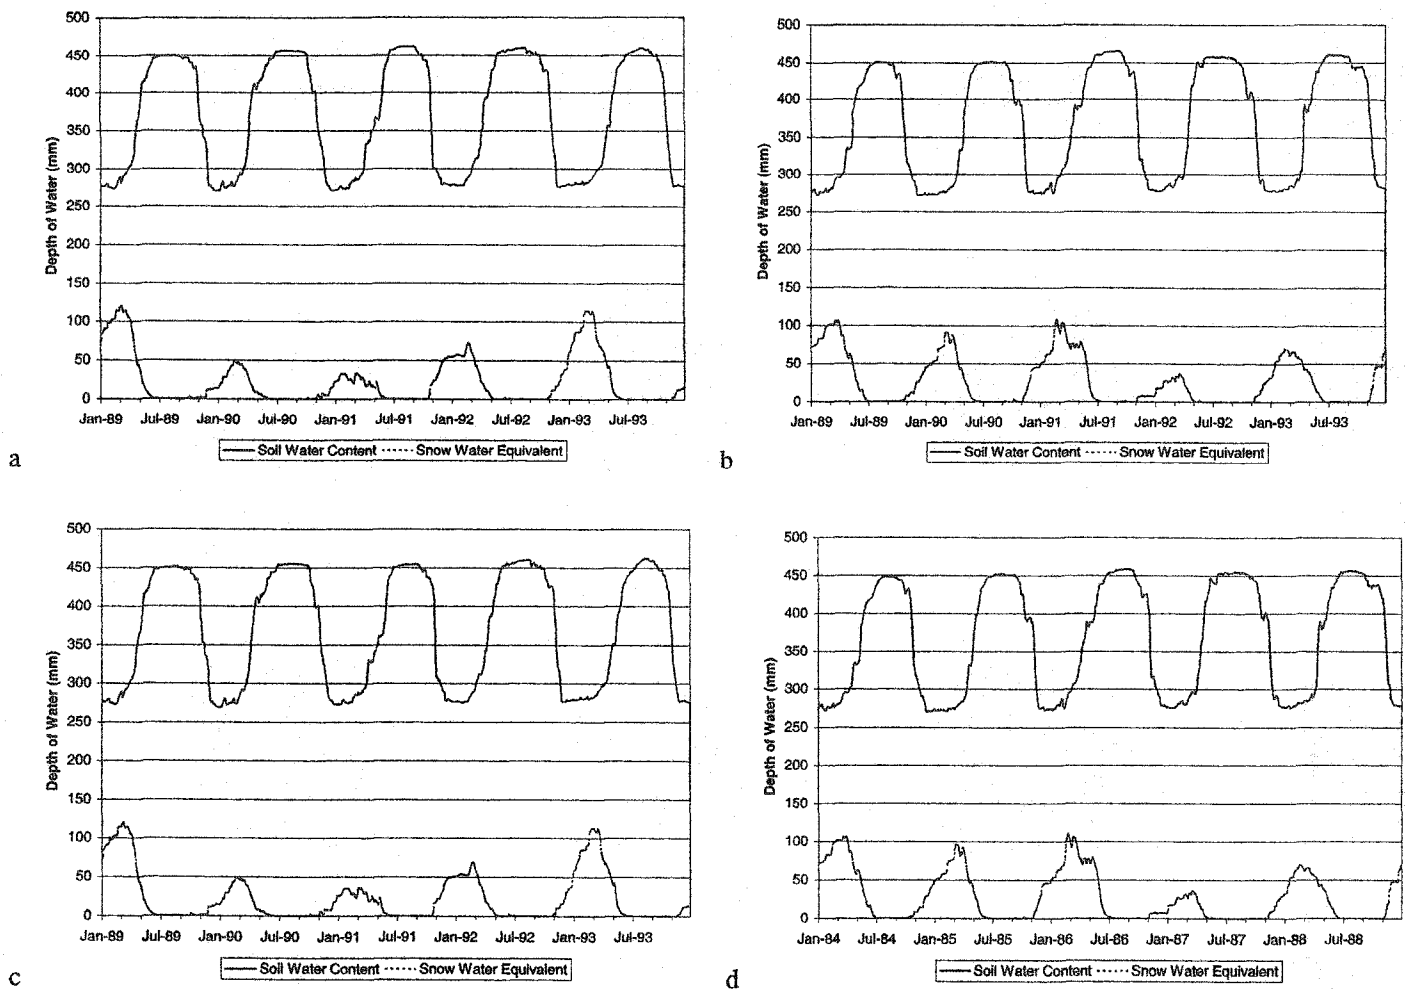 500
450
400
350
300
250
200
150
100
50
0
Depth of Water (mm)
Jan-89 Jul-89 Jan-90 Jul-90 Jan-91 Jul-91 Jan-92 Jul-92 Jan-93 Jul-93
Soil Water Content Snow Water Equivalent
a
500
450
400
350
300
250
200
150
100
50
0
Depth of Water (mm)
Jan-89 Jul-89 Jan-90 Jul-90 Jan-91 Jul-91 Jan-92 Jul-92 Jan-93 Jul-93
Soil Water Content Snow Water Equivalent
b
500
450
400
350
300
250
200
150
100
50
0
Depth of Water (mm)
Jan-89 Jul-89 Jan-90 Jul-90 Jan-91 Jul-91 Jan-92 Jul-92 Jan-93 Jul-93
Soil Water Content Snow Water Equivalent
c
500
450
400
350
300
250
200
150
100
50
0
Depth of Water (mm)
Jan-84 Jul-84 Jan-85 Jul-85 Jan-86 Jul-86 Jan-87 Jul-87 Jan-88 Jul-88
Soil Water Content Snow Water Equivalent
d